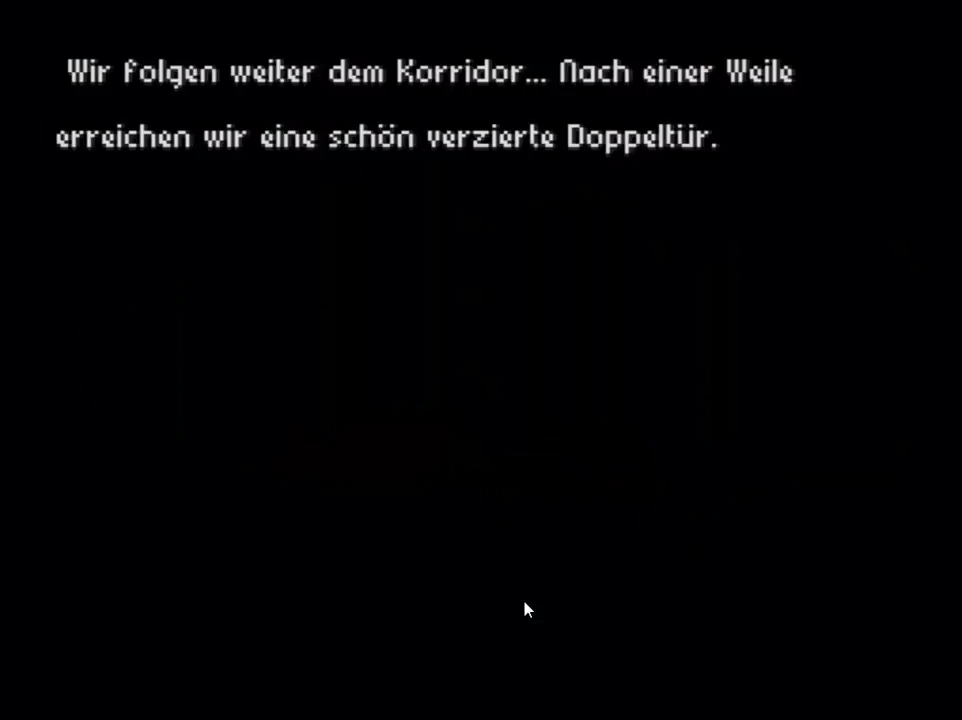 Wir folgen weiter dem Korridor... Nach einer Weile
erreichen wir eine schön verzierte Doppeltür.